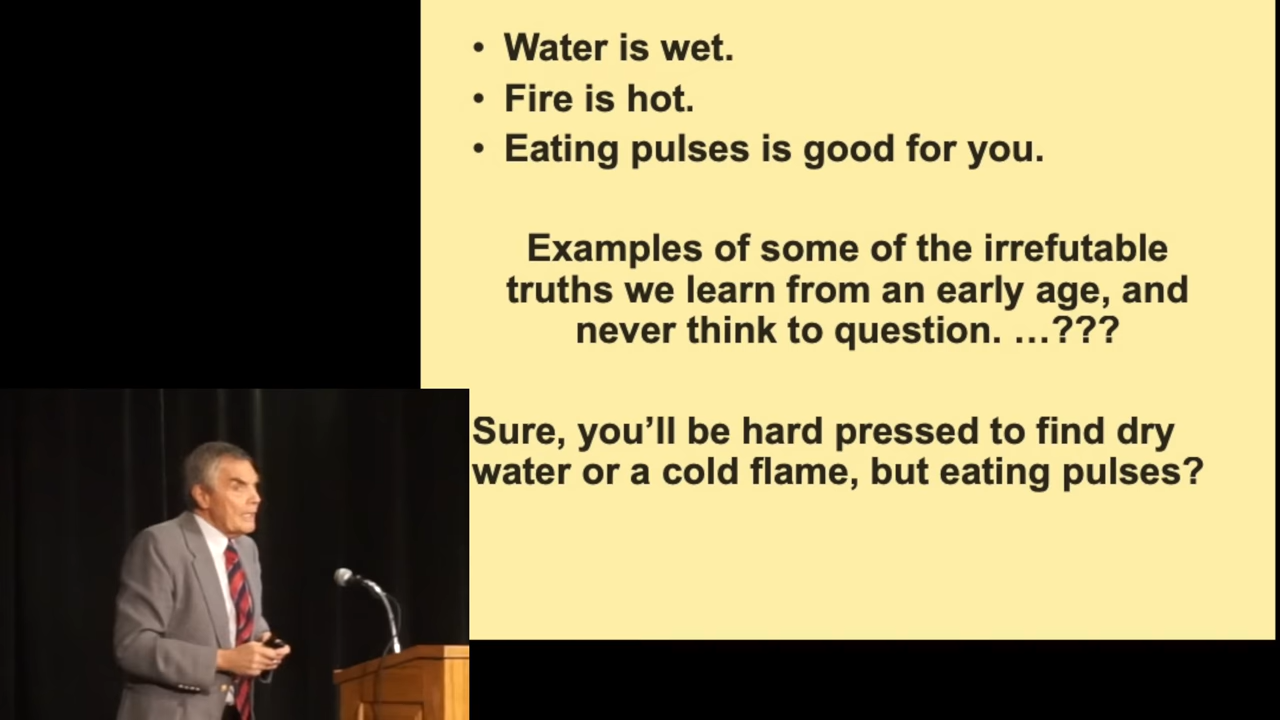 • Water is wet.
• Fire is hot.
• Eating pulses is good for you.
Examples of some of the irrefutable
truths we learn from an early age, and
never think to question. …???
Sure, you’ll be hard pressed to find dry
water or a cold flame, but eating pulses?